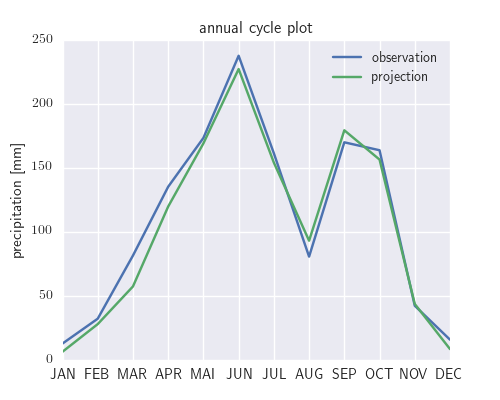 annual cycle plot
250
200
150
100
50
0
precipitation [mm]
observation
projection
JAN FEB MAR APR MAI JUN JUL AUG SEP OCT NOV DEC